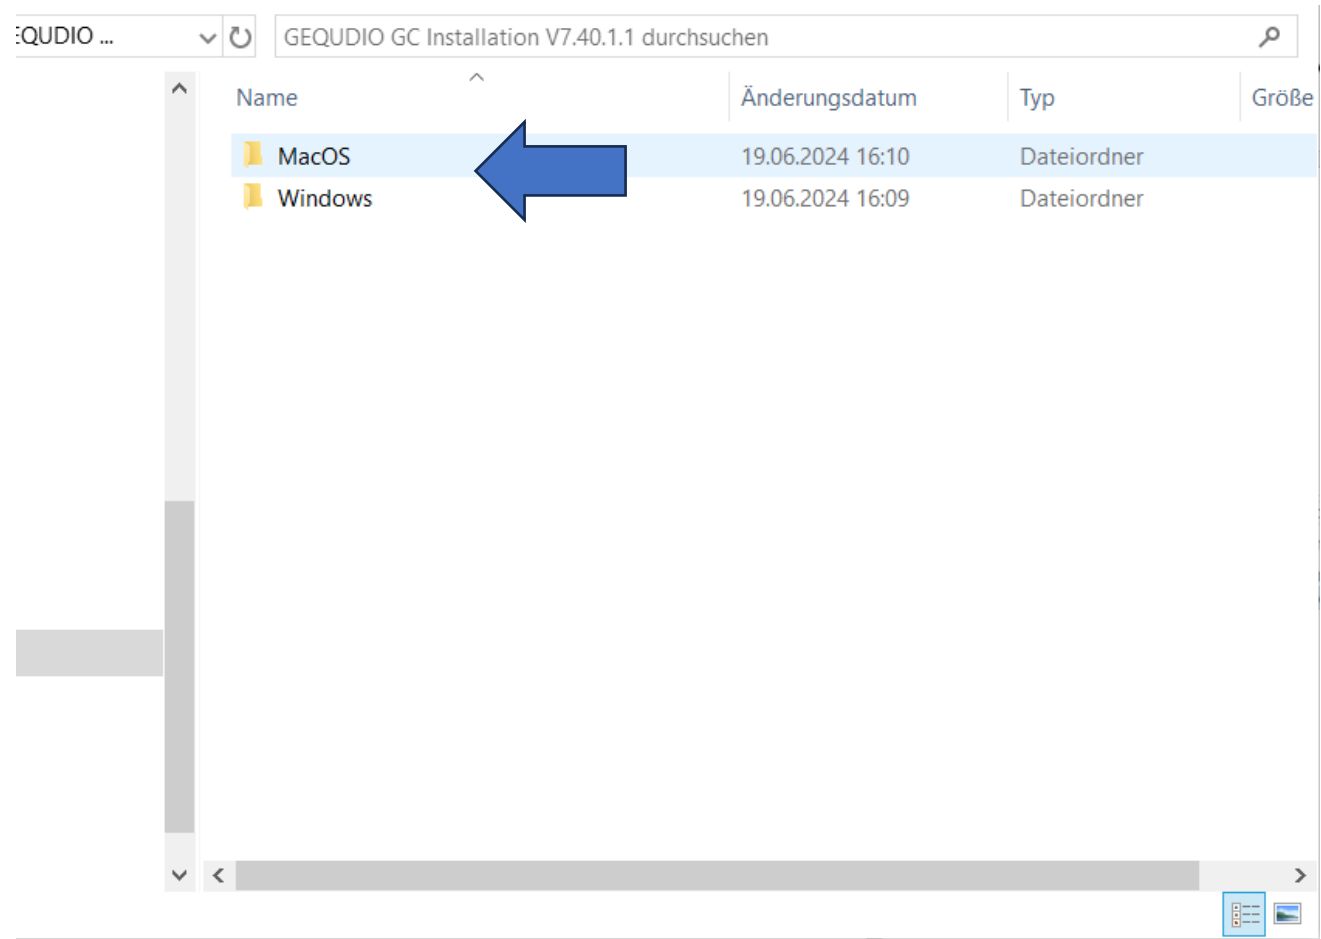 EQUDIO ...
GEQUDIO GC Installation V7.40.1.1 durchsuchen
Name Änderungsdatum Typ Größe
MacOS 19.06.2024 16:10 Dateiordner
Windows 19.06.2024 16:09 Dateiordner